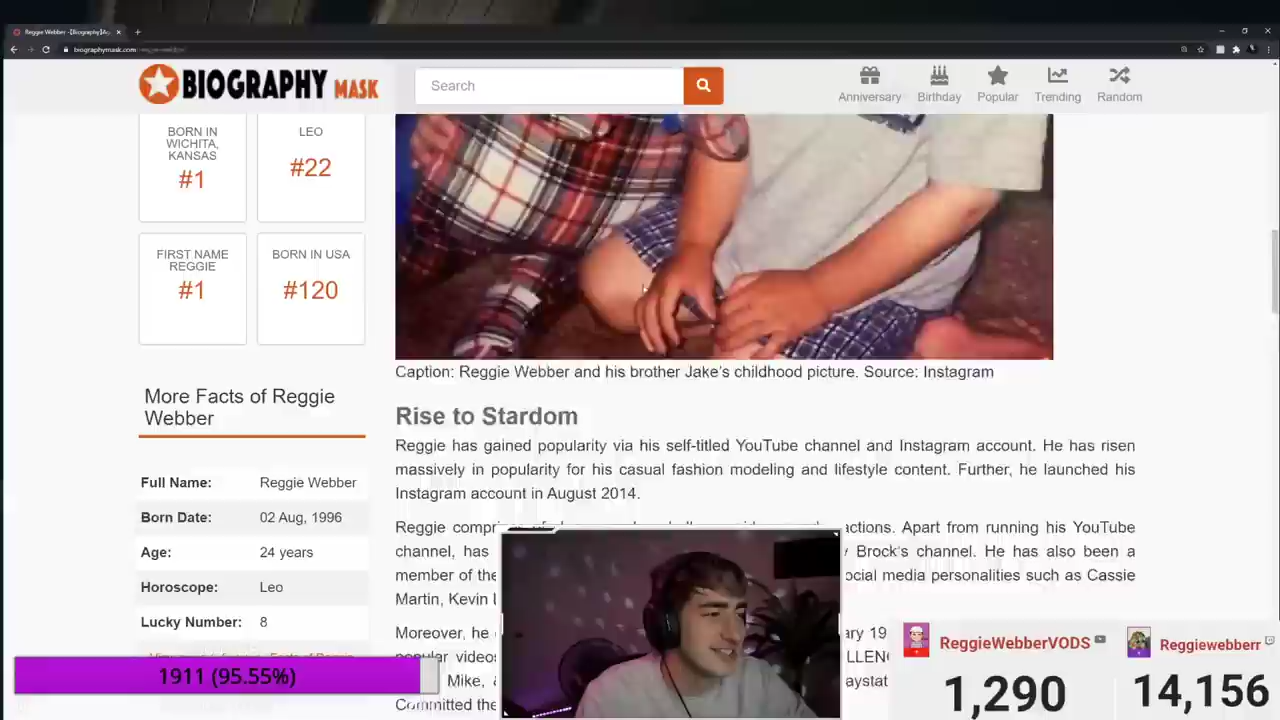 Reggie Webber -[Biography]Ag
biographymask.com
BIOGRAPHY MASK
Search
Anniversary
Birthday
Popular
Trending
Random
BORN IN
WICHITA,
KANSAS
#1
LEO
#22
FIRST NAME
REGGIE
#1
BORN IN USA
#120
More Facts of Reggie
Webber
Full Name: Reggie Webber
Born Date: 02 Aug, 1996
Age: 24 years
Horoscope: Leo
Lucky Number: 8
Caption: Reggie Webber and his brother Jake's childhood picture. Source: Instagram
Rise to Stardom
Reggie has gained popularity via his self-titled YouTube channel and Instagram account. He has risen
massively in popularity for his casual fashion modeling and lifestyle content. Further, he launched his
Instagram account in August 2014.
Reggie actions. Apart from running his YouTube
channel, has Brock's channel. He has also been a
member of the social media personalities such as Cassie
Martin, Kevin
Moreover, he
Mike,
Committed
1911 (95.55%)
ReggieWebberVODS
1,290
Reggiewebberr
14,156